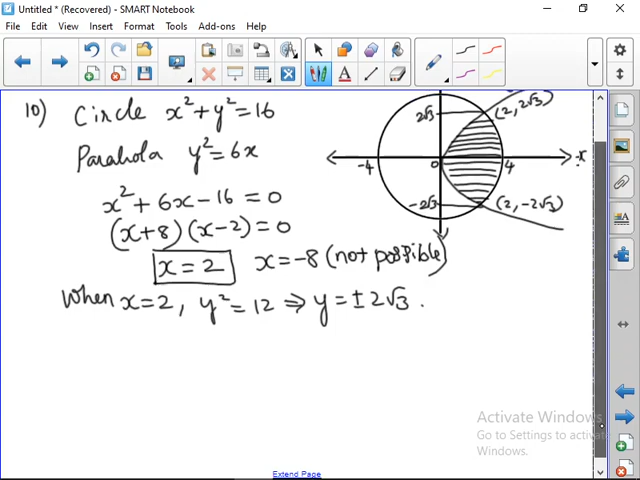 Untitled * (Recovered) - SMART Notebook
File Edit View Insert Format Tools Add-ons Help
10) Circle x²+y²=16
Parabola y²=6x
x²+6x-16=0
(x+8)(x-2)=0
x=2 x=-8 (not possible)
When x=2, y²=12 ⇒ y=±2√3.
2√3 (2,2√3)
-4 0 4 x
-2√3 (2,-2√3)
Activate Windows
Go to Settings to activate
Windows.
Extend Page